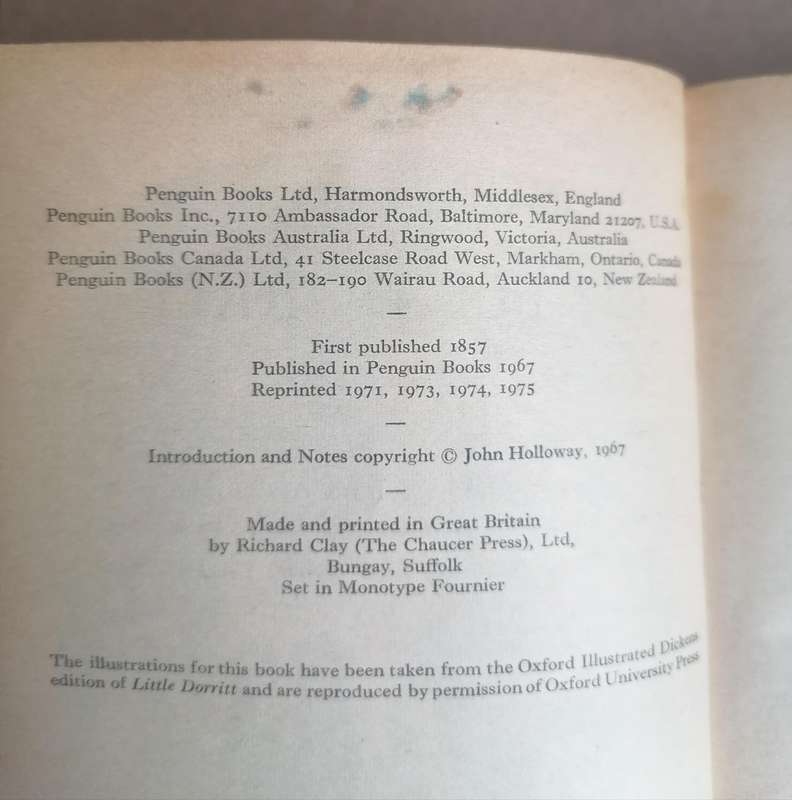 Penguin Books Ltd, Harmondsworth, Middlesex, England
Penguin Books Inc., 7110 Ambassador Road, Baltimore, Maryland 21207, U.S.A.
Penguin Books Australia Ltd, Ringwood, Victoria, Australia
Penguin Books Canada Ltd, 41 Steelcase Road West, Markham, Ontario, Canada
Penguin Books (N.Z.) Ltd, 182–190 Wairau Road, Auckland 10, New Zealand
—
First published 1857
Published in Penguin Books 1967
Reprinted 1971, 1973, 1974, 1975
—
Introduction and Notes copyright © John Holloway, 1967
—
Made and printed in Great Britain
by Richard Clay (The Chaucer Press), Ltd,
Bungay, Suffolk
Set in Monotype Fournier
The illustrations for this book have been taken from the Oxford Illustrated Dickens
edition of Little Dorritt and are reproduced by permission of Oxford University Press